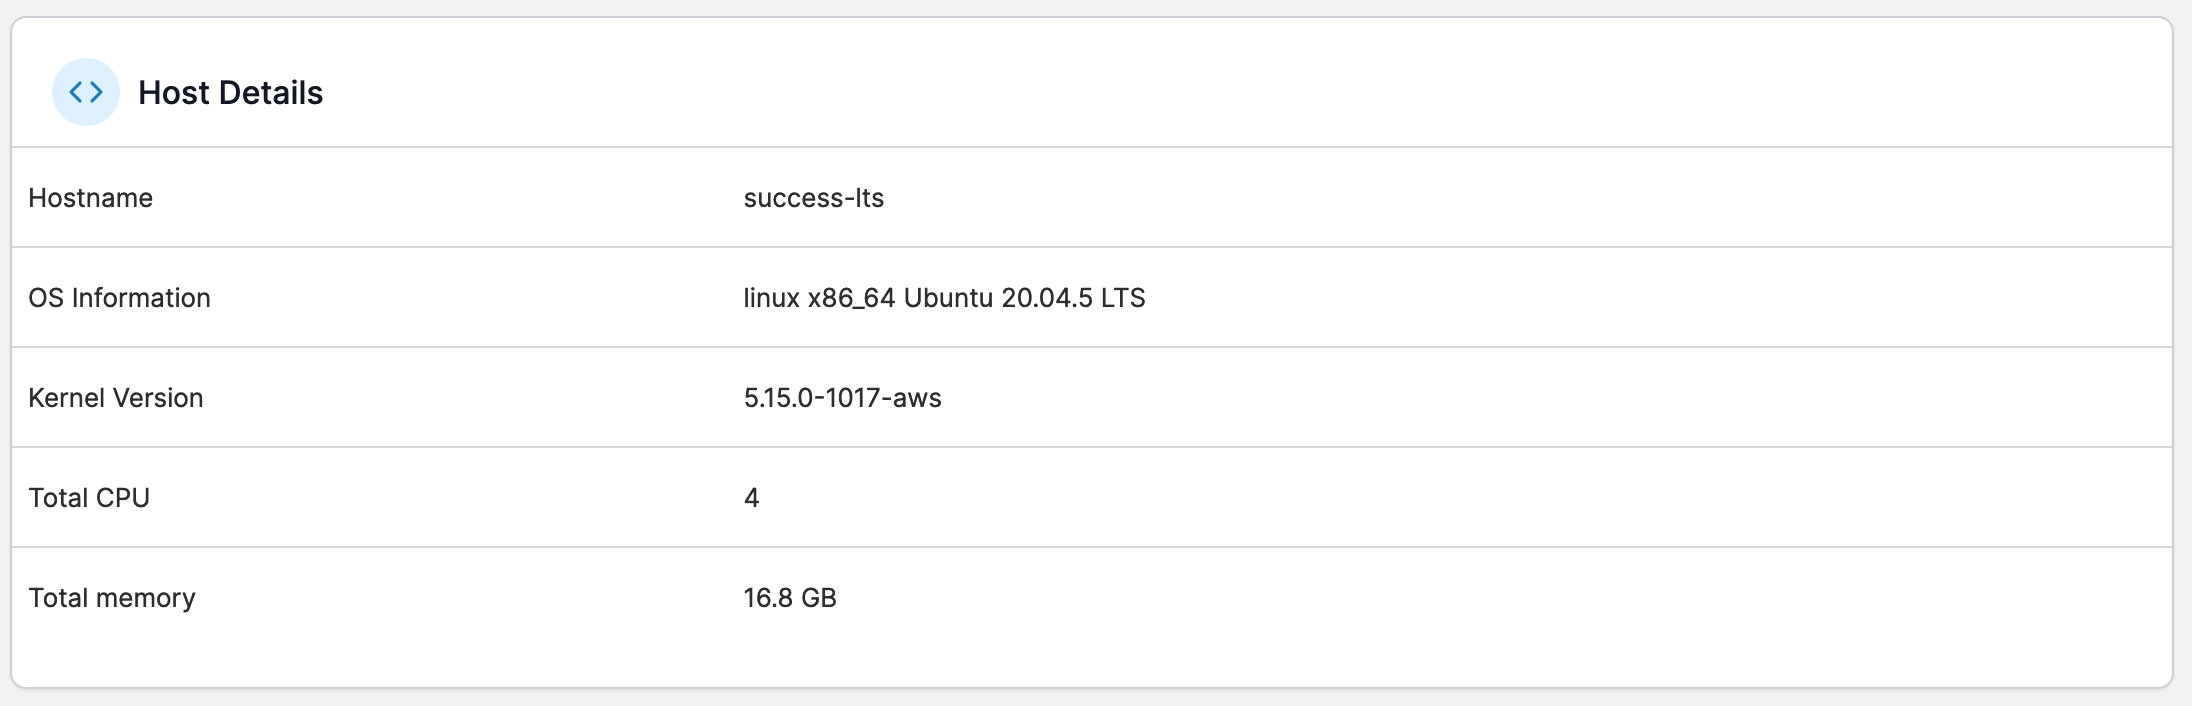 Host Details
Hostname success-lts
OS Information linux x86_64 Ubuntu 20.04.5 LTS
Kernel Version 5.15.0-1017-aws
Total CPU 4
Total memory 16.8 GB